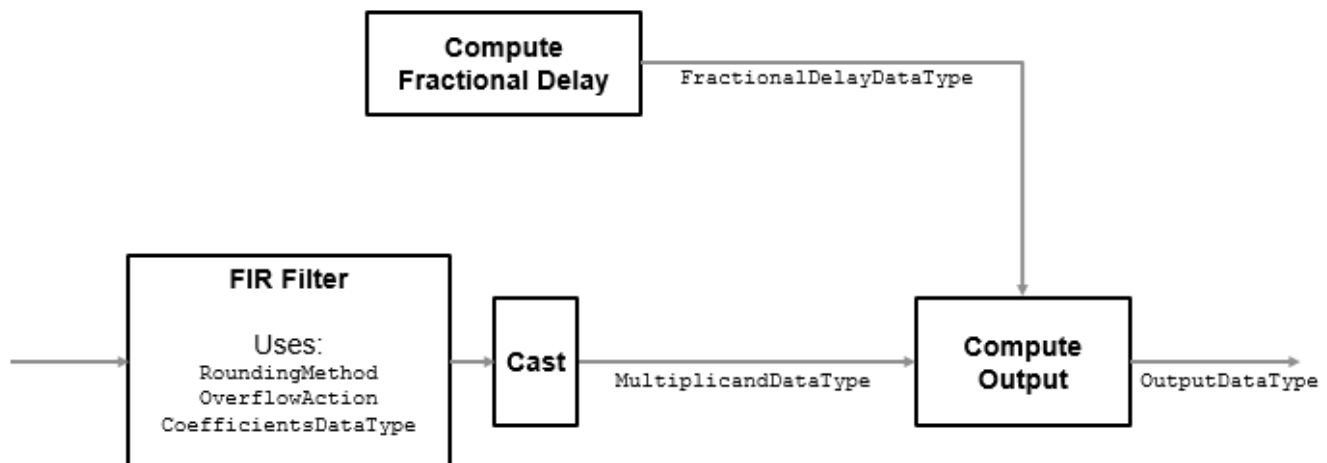 Compute
Fractional Delay
FractionalDelayDataType
FIR Filter
Uses:
RoundingMethod
OverflowAction
CoefficientsDataType
Cast
MultiplicandDataType
Compute
Output
OutputDataType